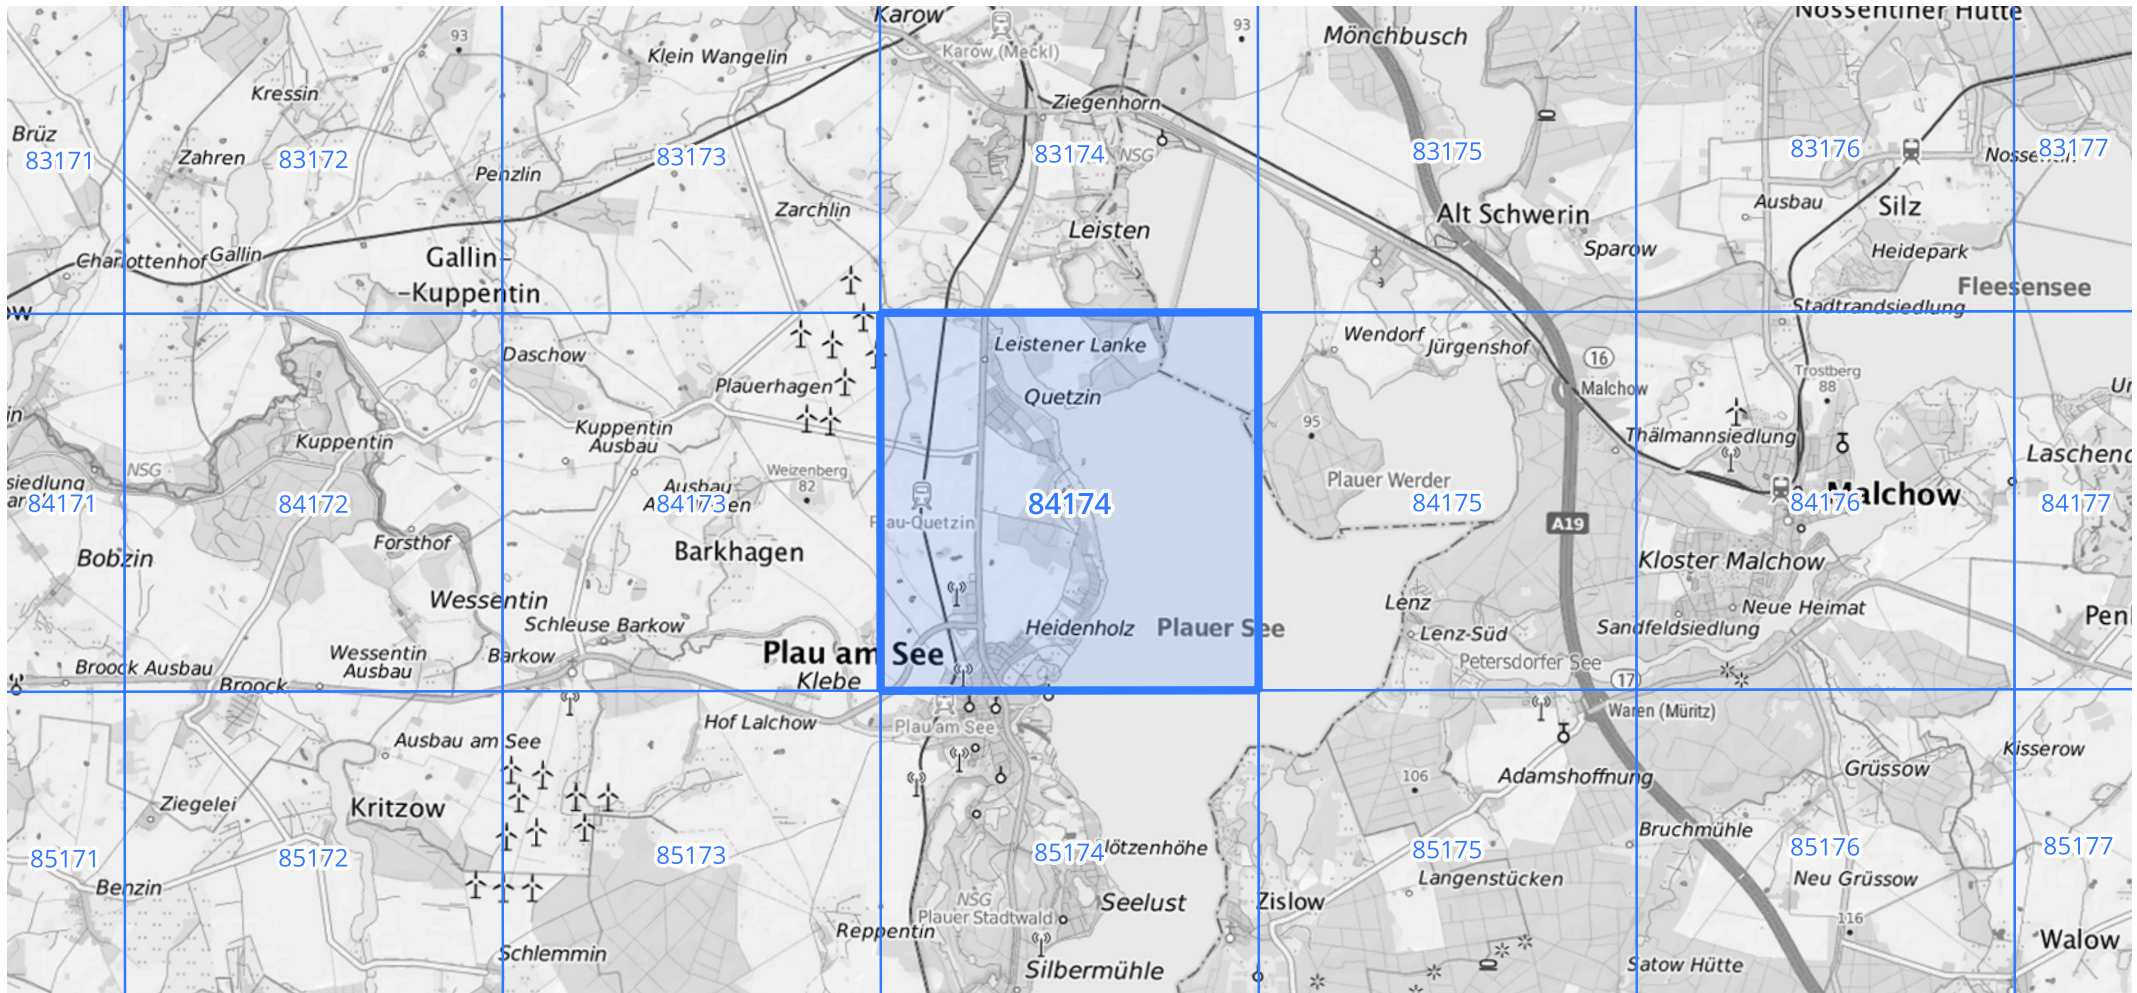 Karow
Nossentiner Hütte
93
93
Mönchbusch
Karow (Meckl)
Klein Wangelin
Kressin
Ziegenhorn
Brüz
Zahren
83171
83172
83173
83174
NSG
83175
83176
83177
Penzlin
Zarchlin
Alt Schwerin
Ausbau
Silz
Leisten
Sparow
Charlottenhof
Gallin
Gallin-
-Kuppentin
Heidepark
Fleesensee
Stadtrandsiedlung
Leistener Lanke
Wendorf
Jürgenshof
16
Malchow
Daschow
Plauerhagen
Trostberg
88
Quetzin
Kuppentin
Kuppentin
Ausbau
95
Thälmannsiedlung
NSG
Weizenberg
82
Plauer Werder
siedlung
Ausbau
84171
84172
84173
84174
84175
84176
84177
Malchow
Plau-Quetzin
A19
Forsthof
Bobzin
Barkhagen
Kloster Malchow
Wessentin
Lenz
Neue Heimat
Schleuse Barkow
Heidenholz
Plauer See
Lenz-Süd
Sandfeldsiedlung
Plau am See
Wessentin
Ausbau
Barkow
Petersdorfer See
Broock Ausbau
Broock
Klebe
17
Waren (Müritz)
Hof Lalchow
Plau am See
Ausbau am See
Kisserow
Grüssow
Adamshoffnung
106
Ziegelei
Kritzow
Bruchmühle
85171
85172
85173
85174
85175
85176
85177
Benzin
Langenstücken
Neu Grüssow
NSG
Plauer Stadtwald
Seelust
Zislow
116
Reppentin
Walow
Schlemmin
Silbermühle
Satow Hütte